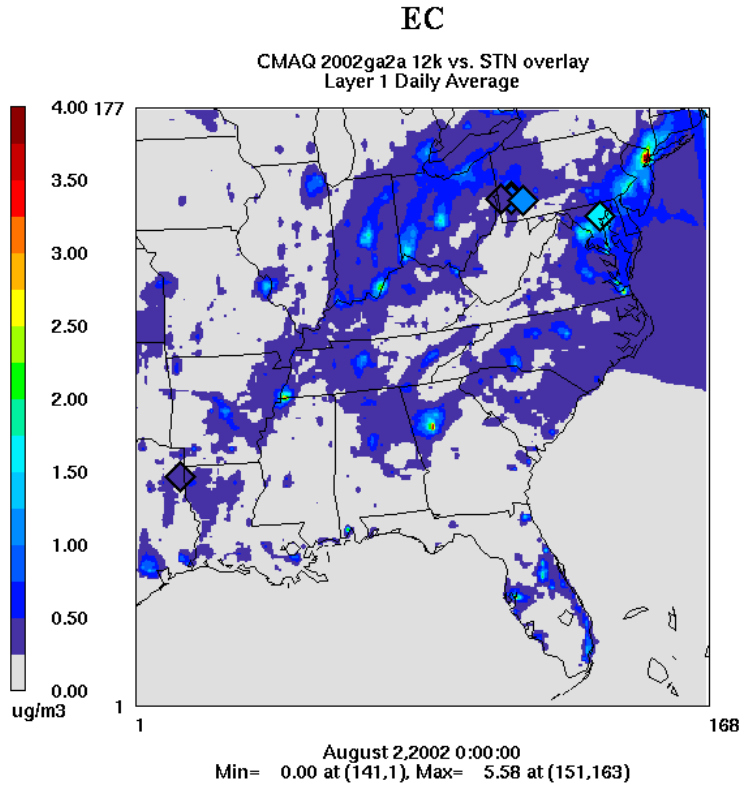 EC
CMAQ 2002ga2a 12k vs. STN overlay
Layer 1 Daily Average
4.00
3.50
3.00
2.50
2.00
1.50
1.00
0.50
0.00
ug/m3
177
1
1
168
August 2,2002 0:00:00
Min= 0.00 at (141,1), Max= 5.58 at (151,163)